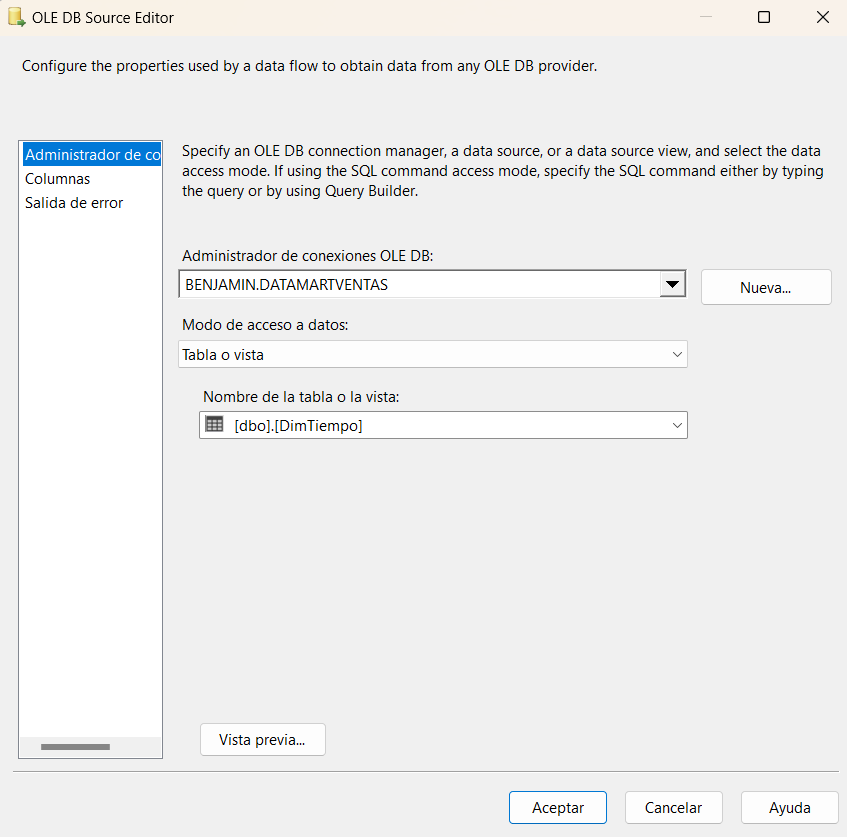 OLE DB Source Editor
Configure the properties used by a data flow to obtain data from any OLE DB provider.
Administrador de co
Columnas
Salida de error
Specify an OLE DB connection manager, a data source, or a data source view, and select the data
access mode. If using the SQL command access mode, specify the SQL command either by typing
the query or by using Query Builder.
Administrador de conexiones OLE DB:
BENJAMIN.DATAMARTVENTAS
Nueva...
Modo de acceso a datos:
Tabla o vista
Nombre de la tabla o la vista:
[dbo].[DimTiempo]
Vista previa...
Aceptar
Cancelar
Ayuda